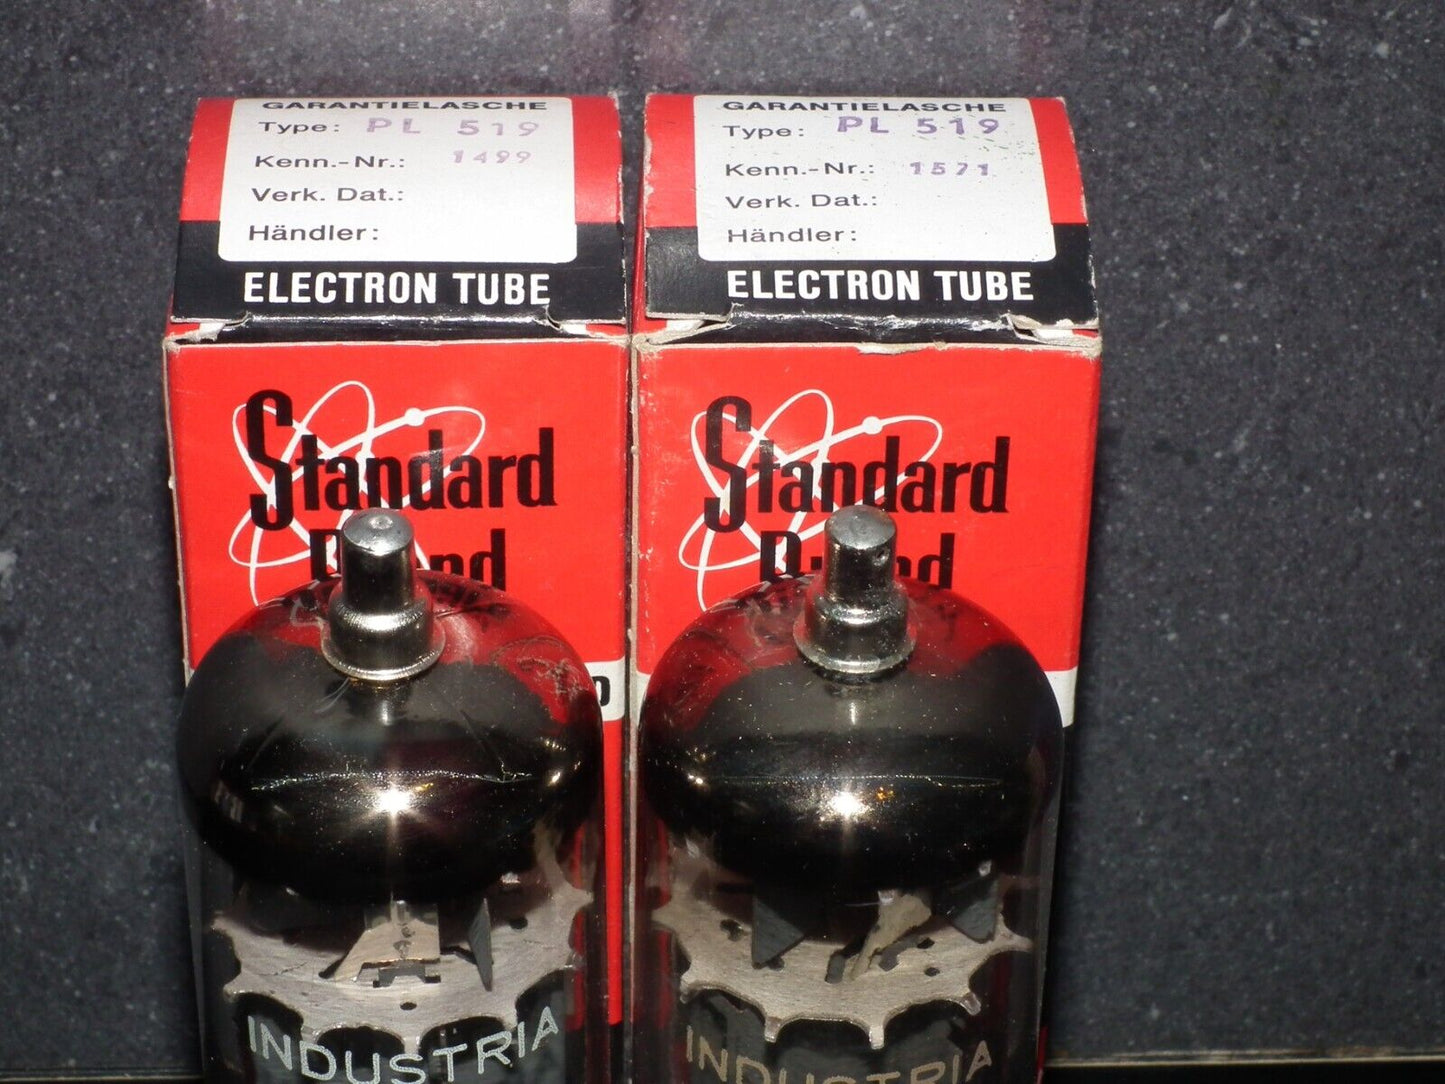 GARANTIELASCHE
Type: PL 519
Kenn.-Nr.: 1499
Verk. Dat.:
Händler:
ELECTRON TUBE
Standard
INDUSTRIA
GARANTIELASCHE
Type: PL 519
Kenn.-Nr.: 1571
Verk. Dat.:
Händler:
ELECTRON TUBE
Standard
INDUSTRIA